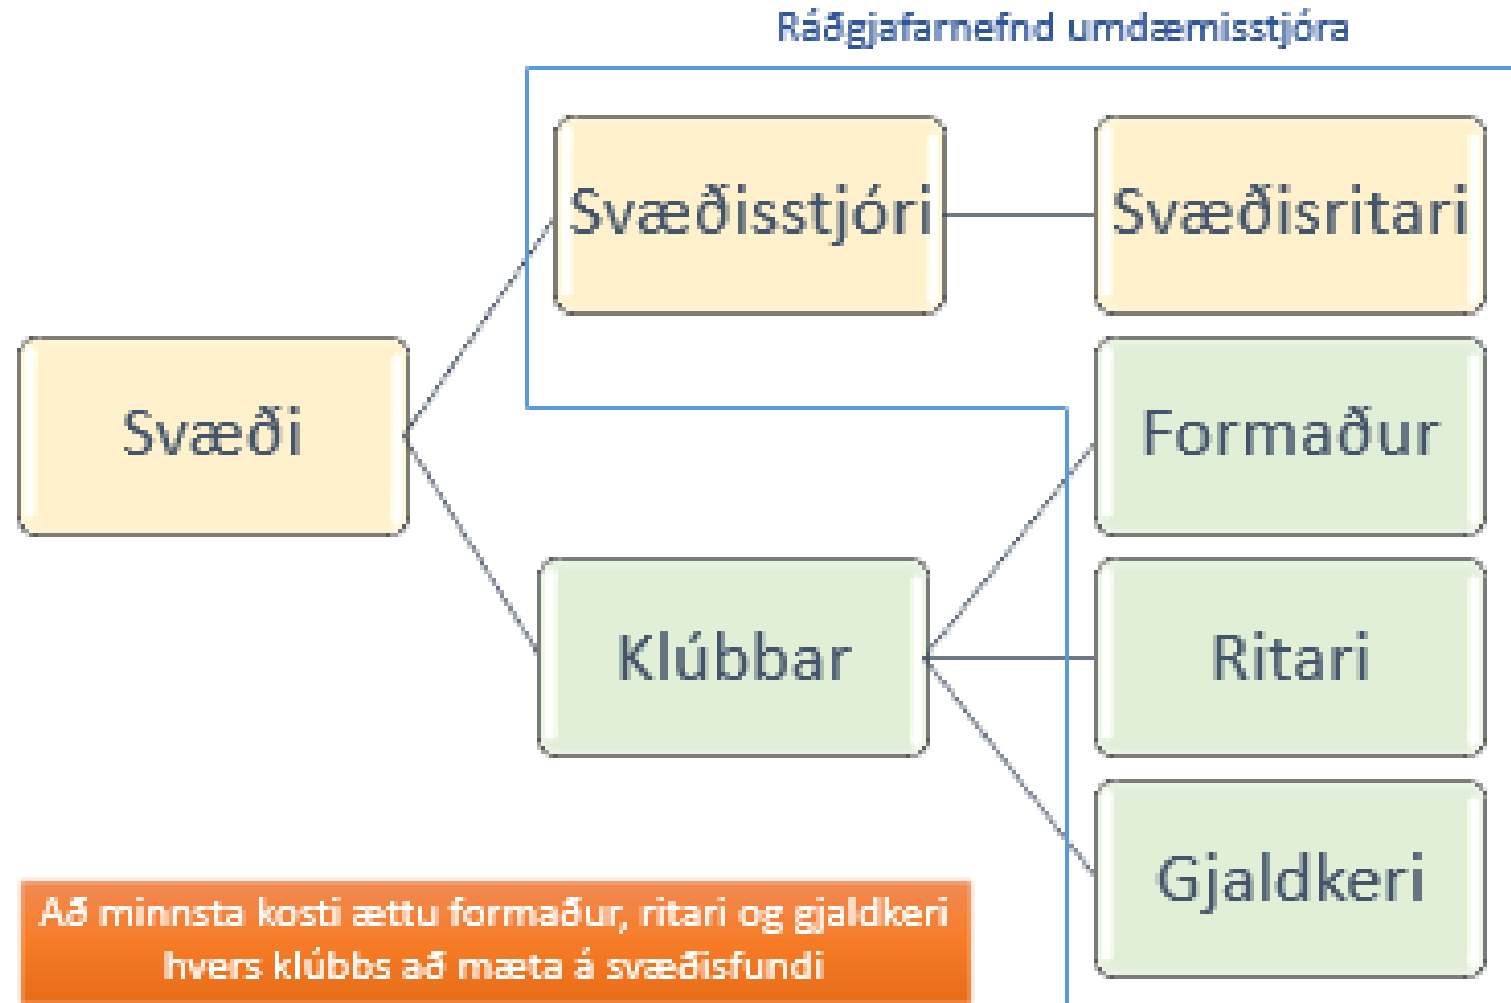 Ráðgjafarnefnd umdæmisstjóra
Svæðisstjóri
Svæðisritari
Svæði
Formaður
Klúbbar
Ritari
Gjaldkeri
Að minnsta kosti ættu formaður, ritari og gjaldkeri
hvers klúbbs að mæta á svæðisfundi